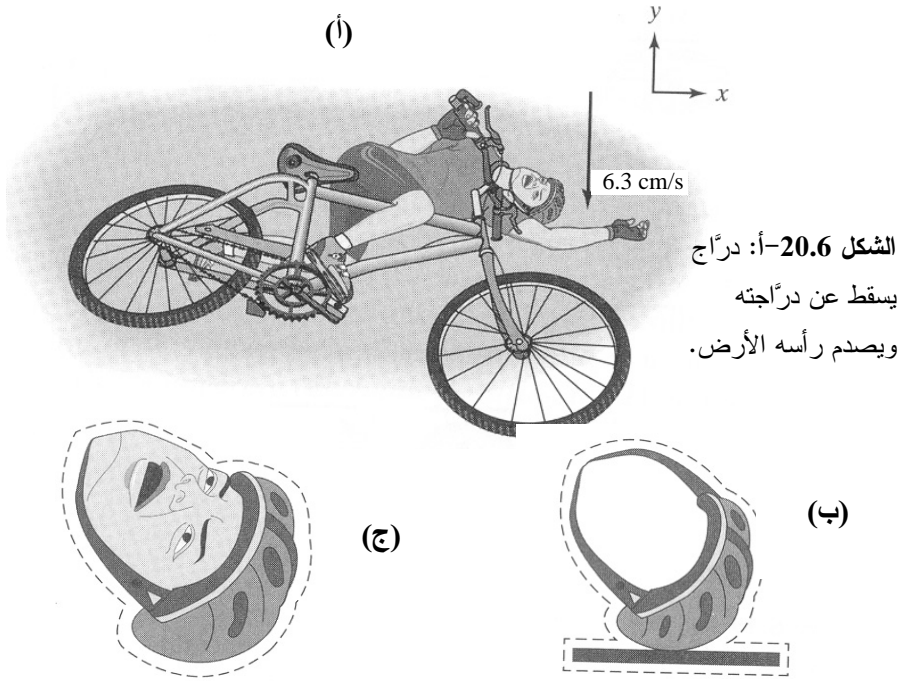 (أ)
y
x
6.3 cm/s
الشكل 20.6-أ: درَّاج
يسقط عن درَّاجته
ويصدم رأسه الأرض.
(ب)
(ج)